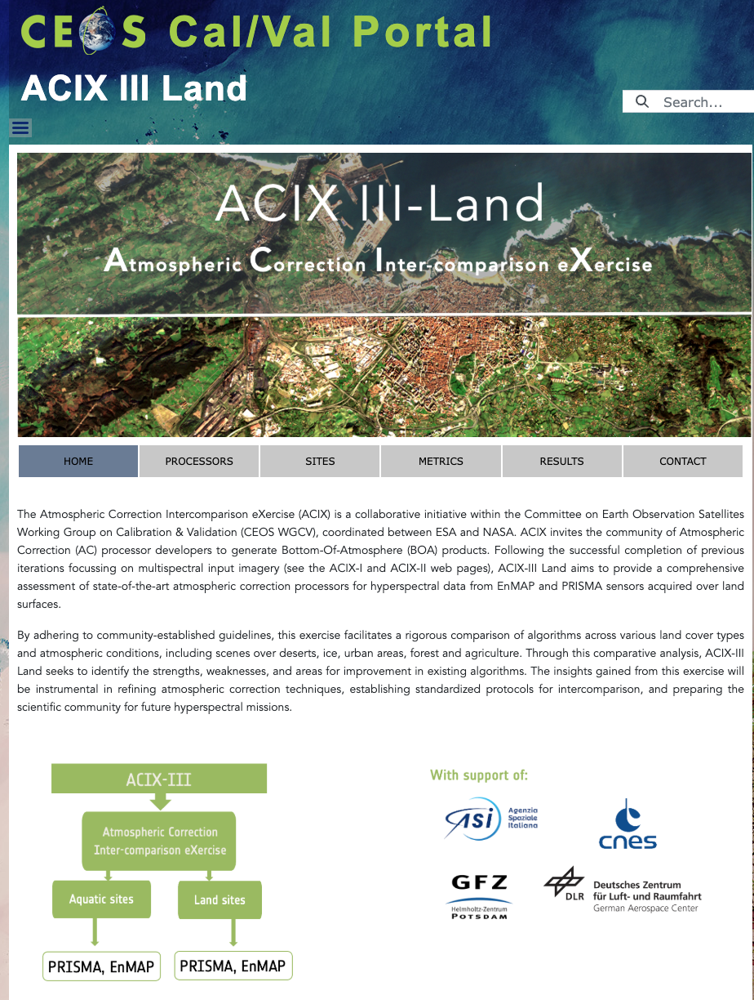 CEOS Cal/Val Portal
ACIX III Land
Search...
ACIX III-Land
Atmospheric Correction Inter-comparison eXercise
HOME
PROCESSORS
SITES
METRICS
RESULTS
CONTACT
The Atmospheric Correction Intercomparison eXercise (ACIX) is a collaborative initiative within the Committee on Earth Observation Satellites
Working Group on Calibration & Validation (CEOS WGCV), coordinated between ESA and NASA. ACIX invites the community of Atmospheric
Correction (AC) processor developers to generate Bottom-Of-Atmosphere (BOA) products. Following the successful completion of previous
iterations focussing on multispectral input imagery (see the ACIX-I and ACIX-II web pages), ACIX-III Land aims to provide a comprehensive
assessment of state-of-the-art atmospheric correction processors for hyperspectral data from EnMAP and PRISMA sensors acquired over land
surfaces.
By adhering to community-established guidelines, this exercise facilitates a rigorous comparison of algorithms across various land cover types
and atmospheric conditions, including scenes over deserts, ice, urban areas, forest and agriculture. Through this comparative analysis, ACIX-III
Land seeks to identify the strengths, weaknesses, and areas for improvement in existing algorithms. The insights gained from this exercise will
be instrumental in refining atmospheric correction techniques, establishing standardized protocols for intercomparison, and preparing the
scientific community for future hyperspectral missions.
ACIX-III
Atmospheric Correction
Inter-comparison eXercise
Aquatic sites
Land sites
PRISMA, EnMAP
PRISMA, EnMAP
With support of:
ASI
Agenzia
Spaziale
Italiana
cnes
GFZ
Helmholtz-Zentrum
POTSDAM
DLR
Deutsches Zentrum
für Luft- und Raumfahrt
German Aerospace Center